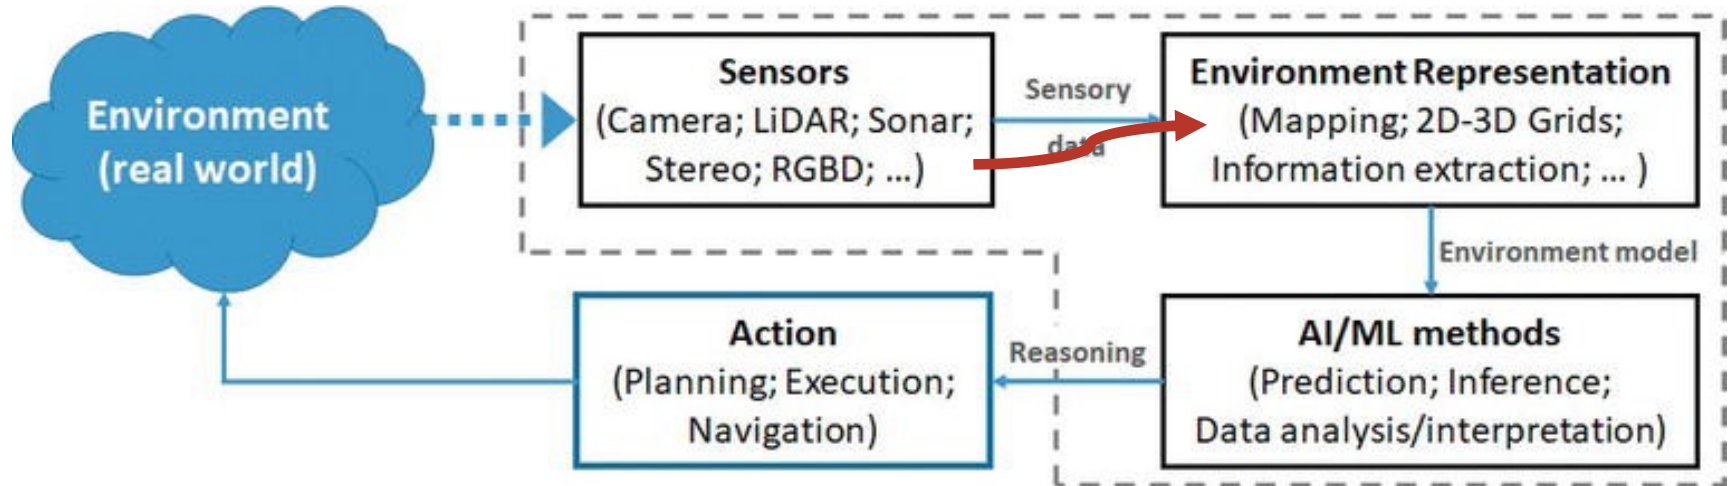 Environment
(real world)
Sensors
(Camera; LiDAR; Sonar;
Stereo; RGBD; ...)
Sensory
data
Environment Representation
(Mapping; 2D-3D Grids;
Information extraction; ... )
Environment model
AI/ML methods
(Prediction; Inference;
Data analysis/interpretation)
Reasoning
Action
(Planning; Execution;
Navigation)